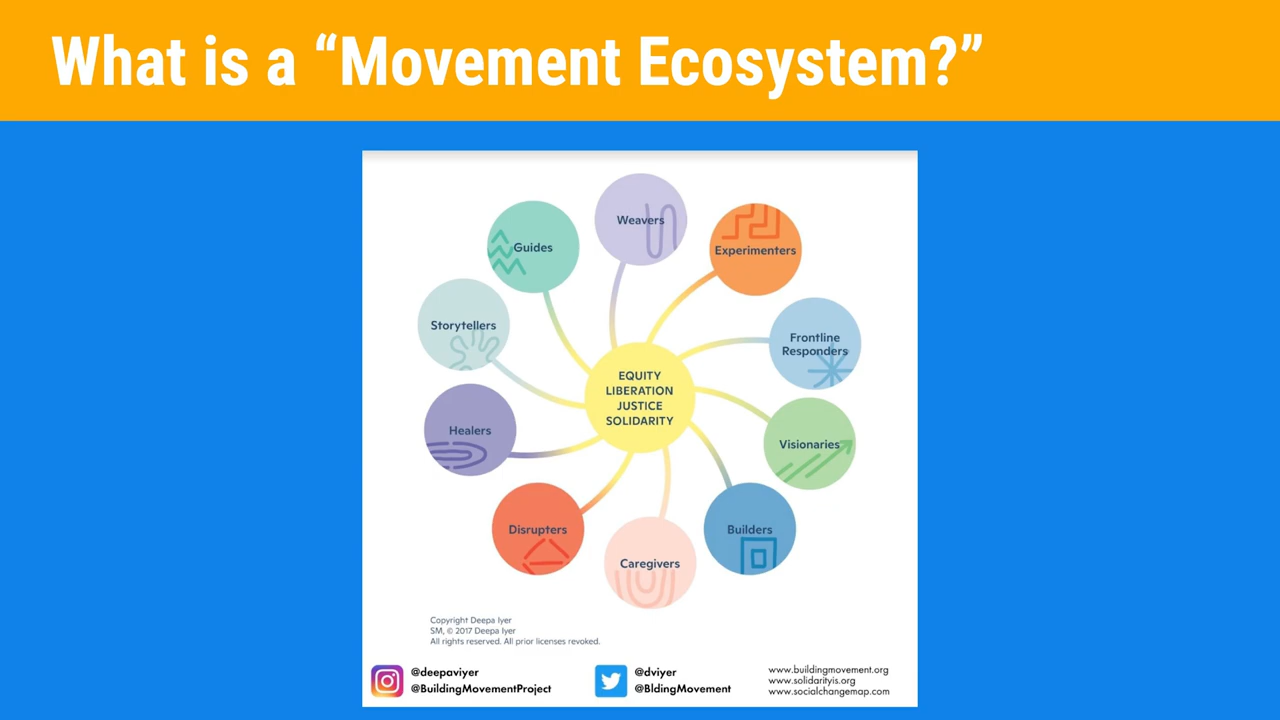 What is a “Movement Ecosystem?”
Weavers
Guides
Experimenters
Storytellers
Frontline
Responders
EQUITY
LIBERATION
JUSTICE
SOLIDARITY
Healers
Visionaries
Disrupters
Builders
Caregivers
Copyright Deepa Iyer
SM, © 2017 Deepa Iyer
All rights reserved. All prior licenses revoked.
@deepaviyer
@BuildingMovementProject
@dviyer
@BldingMovement
www.buildingmovement.org
www.solidarityis.org
www.socialchangemap.com